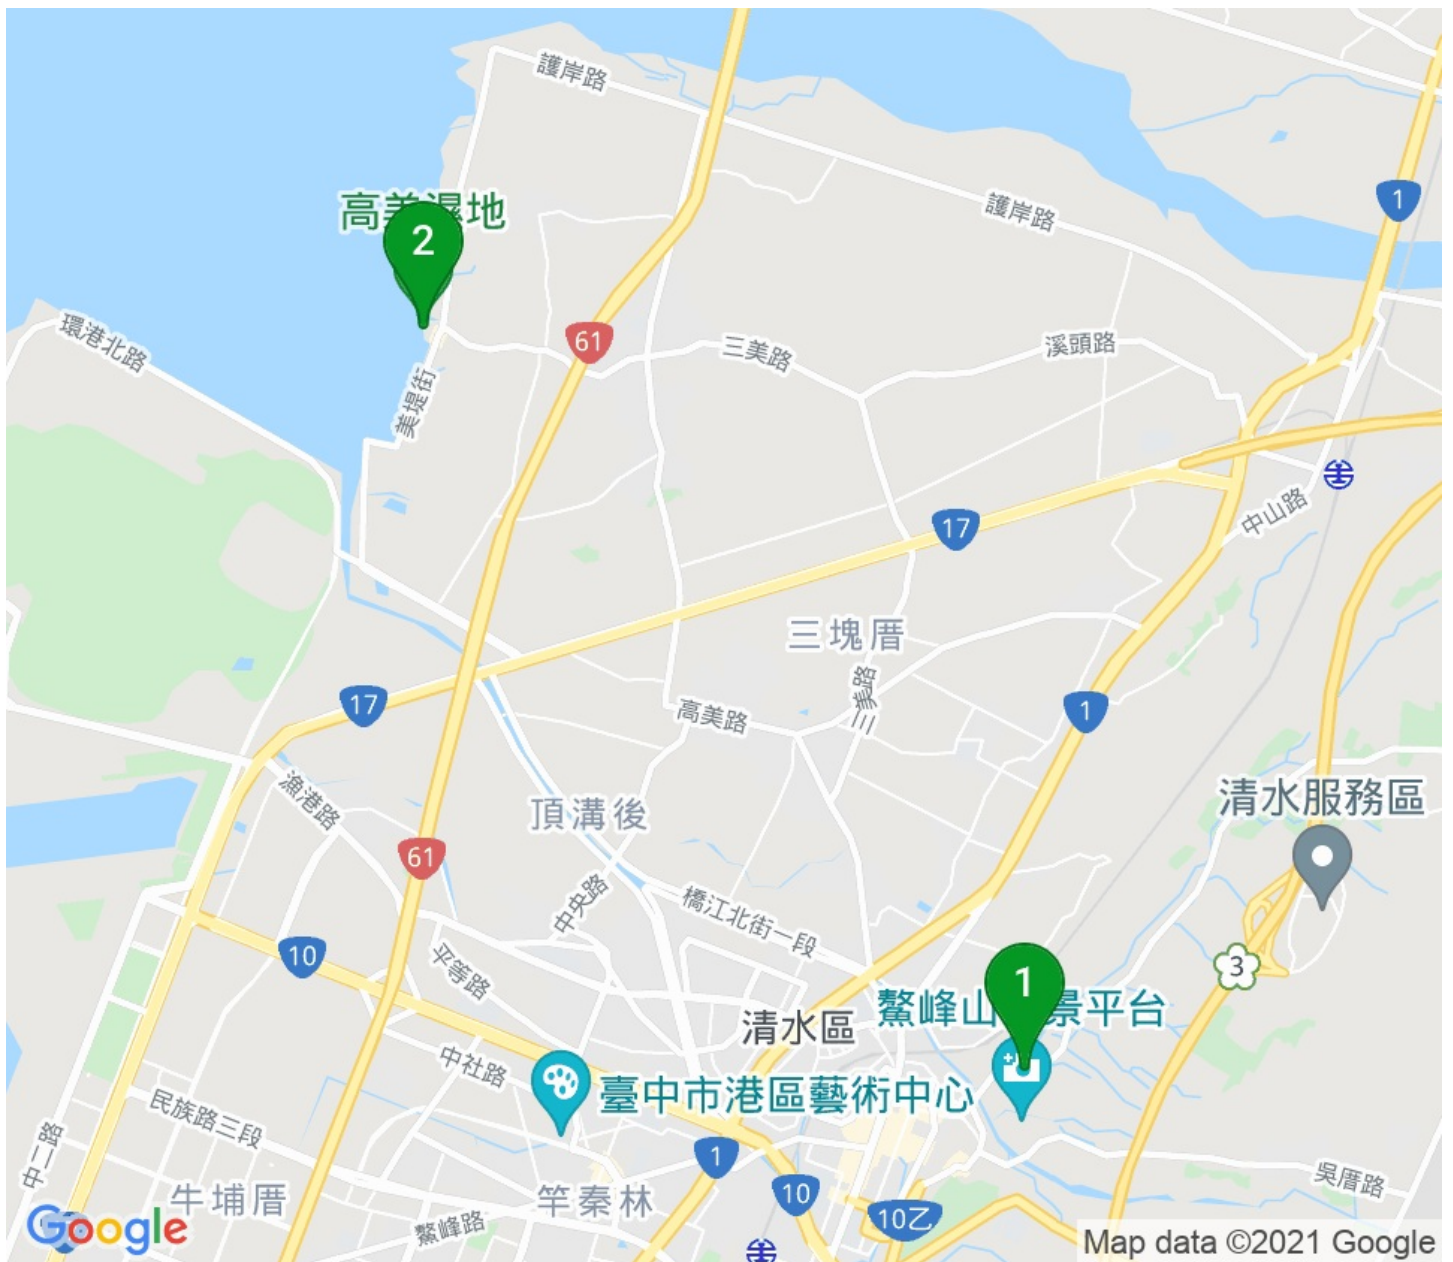 護岸路
1
高美濕地
2
護岸路
環港北路
61
三美路
溪頭路
美堤街
中山路
17
三塊厝
三美路
17
高美路
1
漁港路
頂溝後
清水服務區
61
中央路
橋江北街一段
10
平等路
3
1
鰲峰山
景平台
清水區
中社路
臺中市港區藝術中心
民族路三段
中二路
1
吳厝路
牛埔厝
竿秦林
10
10乙
鰲峰路
Google
Map data ©2021 Google